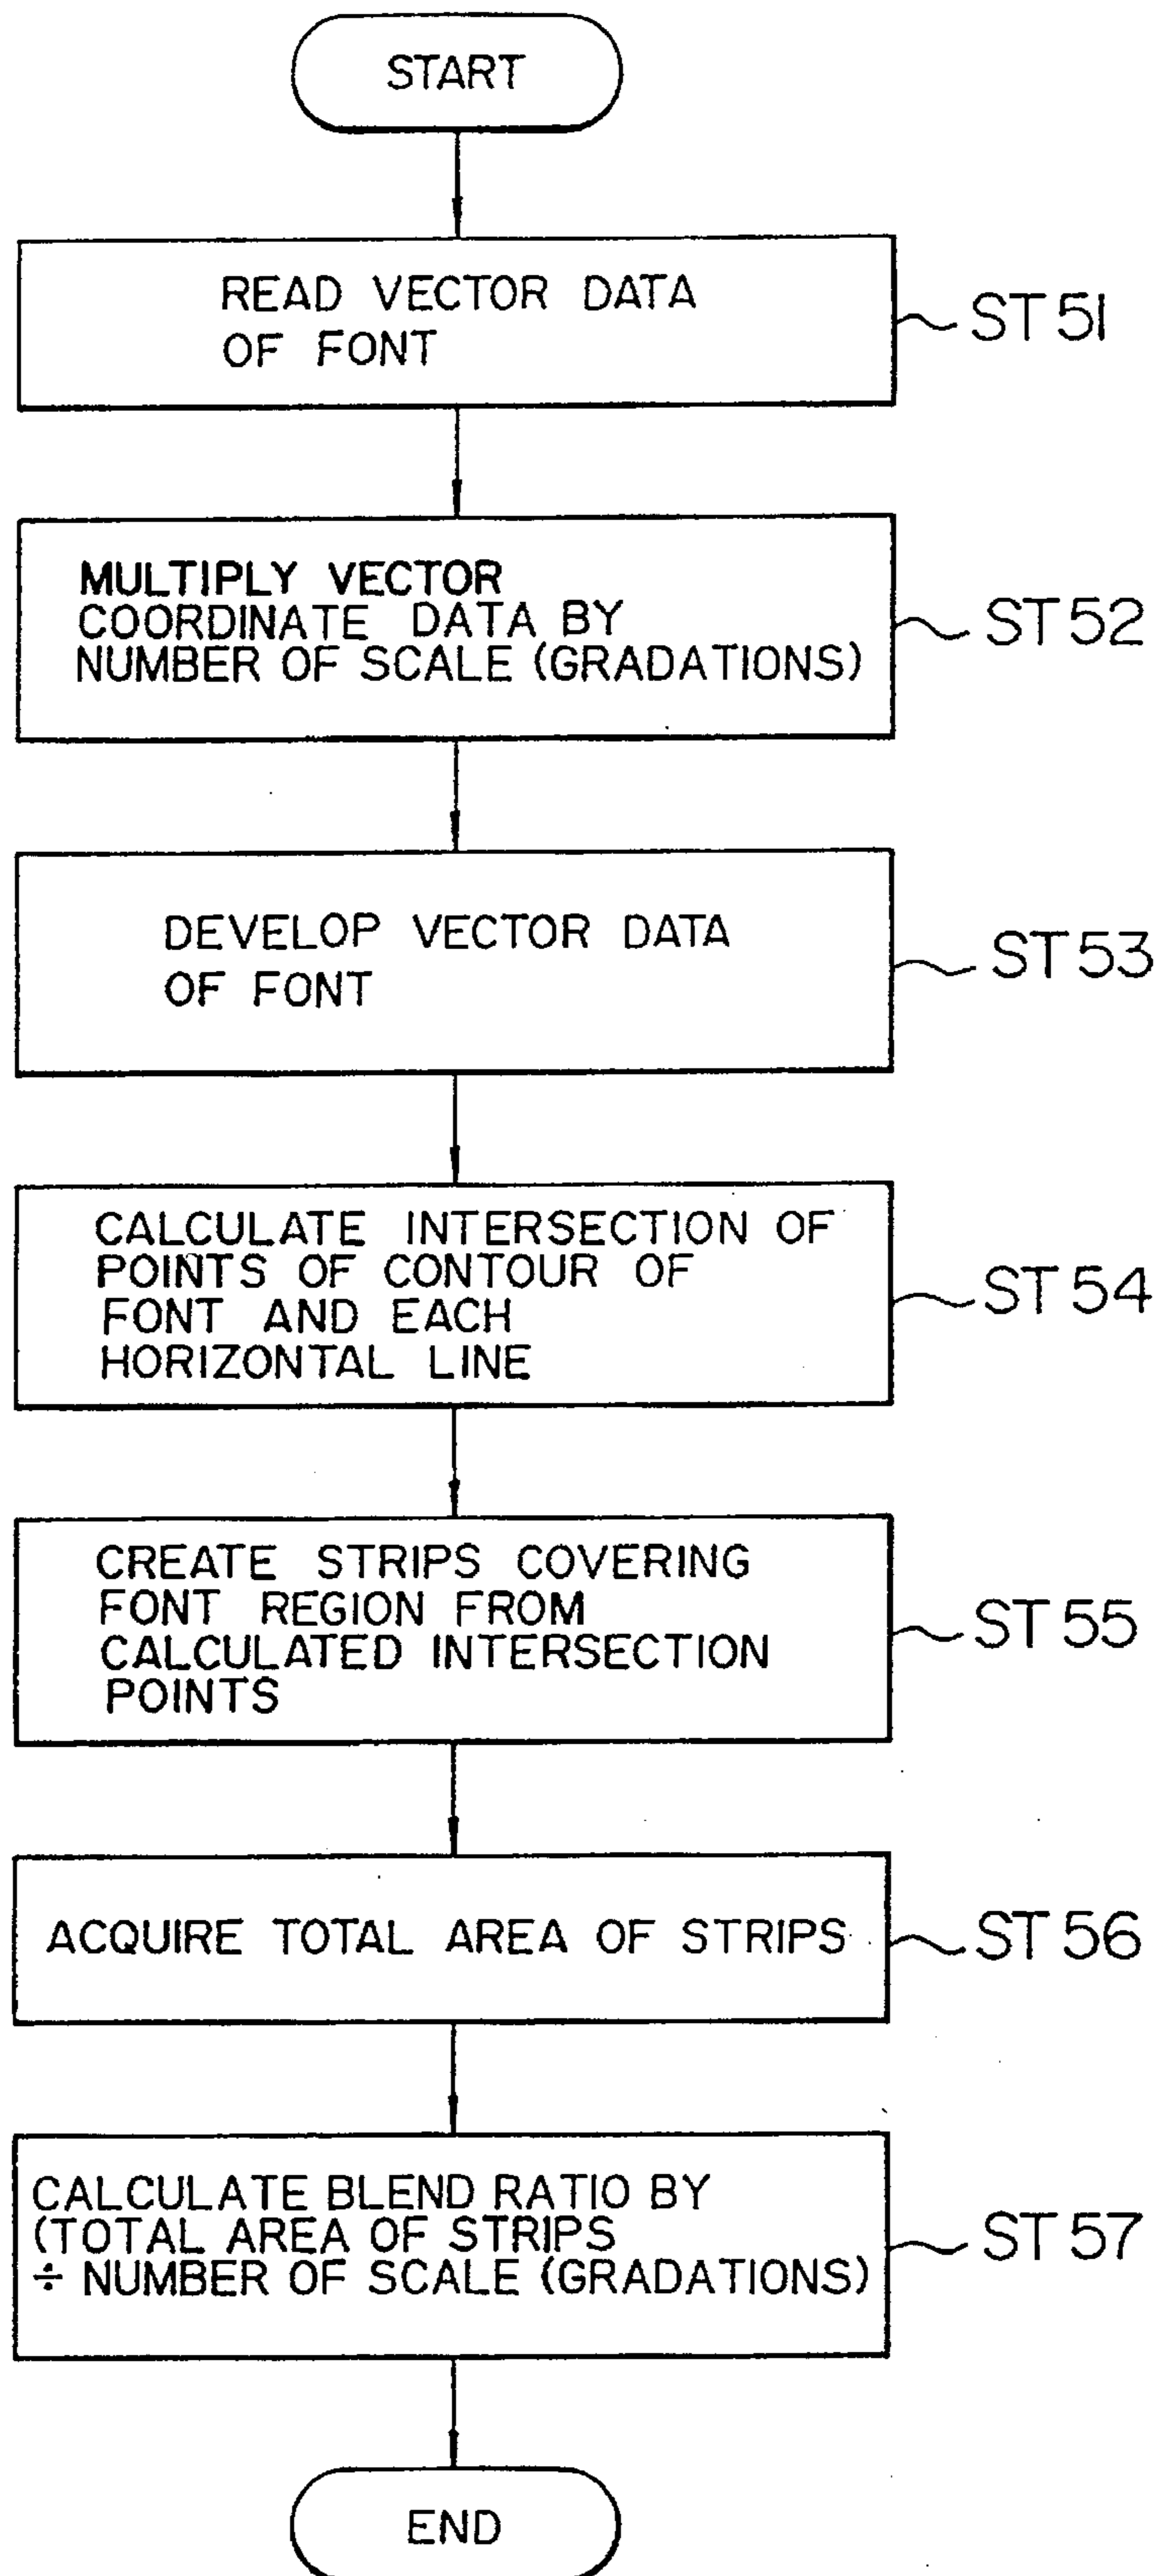 START
READ VECTOR DATA
OF FONT
ST51
MULTIPLY VECTOR
COORDINATE DATA BY
NUMBER OF SCALE (GRADATIONS)
ST52
DEVELOP VECTOR DATA
OF FONT
ST53
CALCULATE INTERSECTION OF
POINTS OF CONTOUR OF
FONT AND EACH
HORIZONTAL LINE
ST54
CREATE STRIPS COVERING
FONT REGION FROM
CALCULATED INTERSECTION
POINTS
ST55
ACQUIRE TOTAL AREA OF STRIPS
ST56
CALCULATE BLEND RATIO BY
(TOTAL AREA OF STRIPS
÷ NUMBER OF SCALE (GRADATIONS)
ST57
END